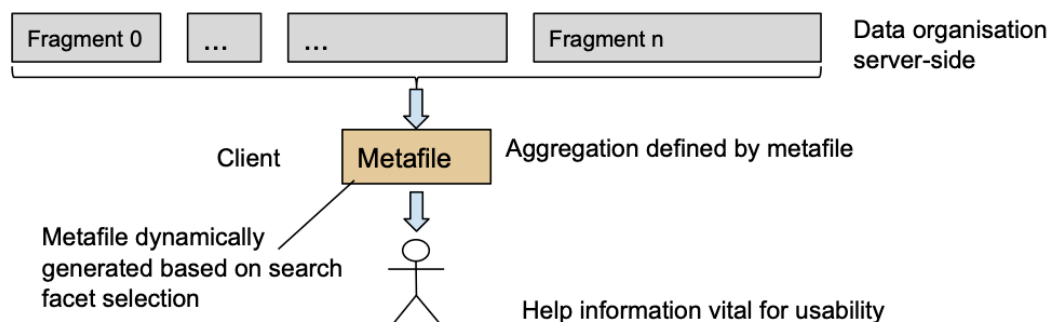 Fragment 0
...
...
Fragment n
Data organisation
server-side
Client
Metafile
Aggregation defined by metafile
Metafile dynamically
generated based on search
facet selection
Help information vital for usability